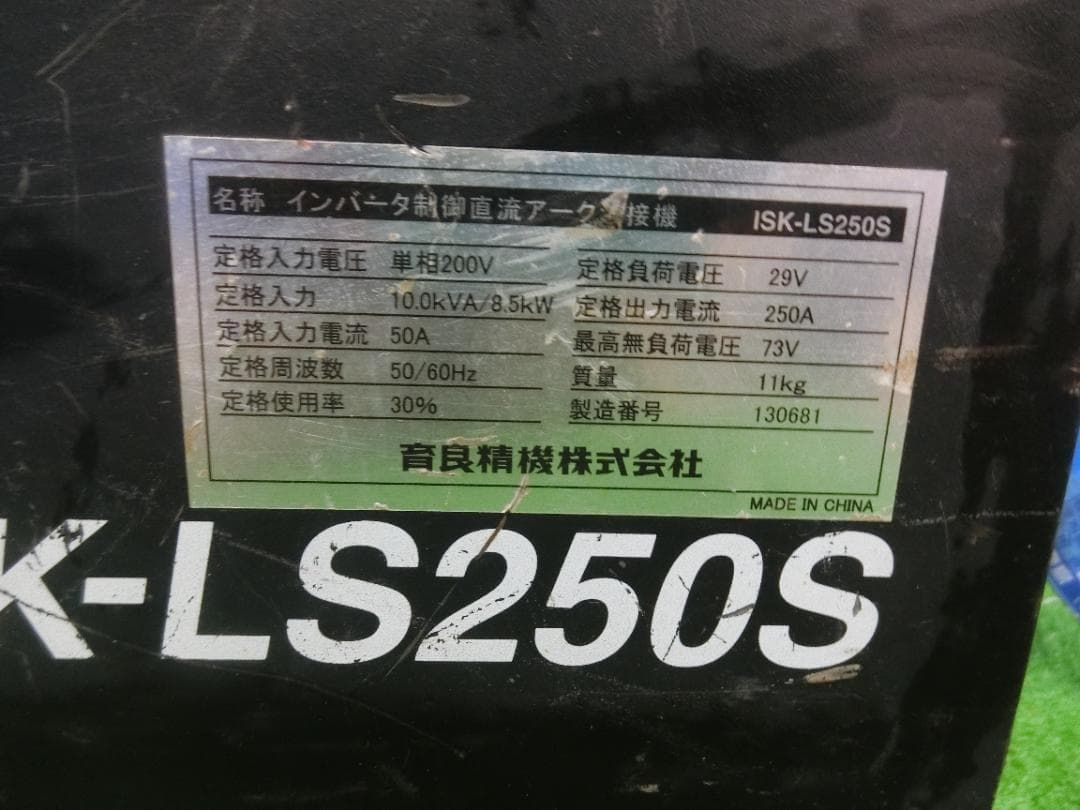 名称 インバータ制御直流アーク 接機 ISK-LS250S
定格入力電圧 単相200V
定格入力 10.0kVA/8.5kW
定格入力電流 50A
定格周波数 50/60Hz
定格使用率 30%
定格負荷電圧 29V
定格出力電流 250A
最高無負荷電圧 73V
質量 11kg
製造番号 130681
育良精機株式会社
MADE IN CHINA
K-LS250S